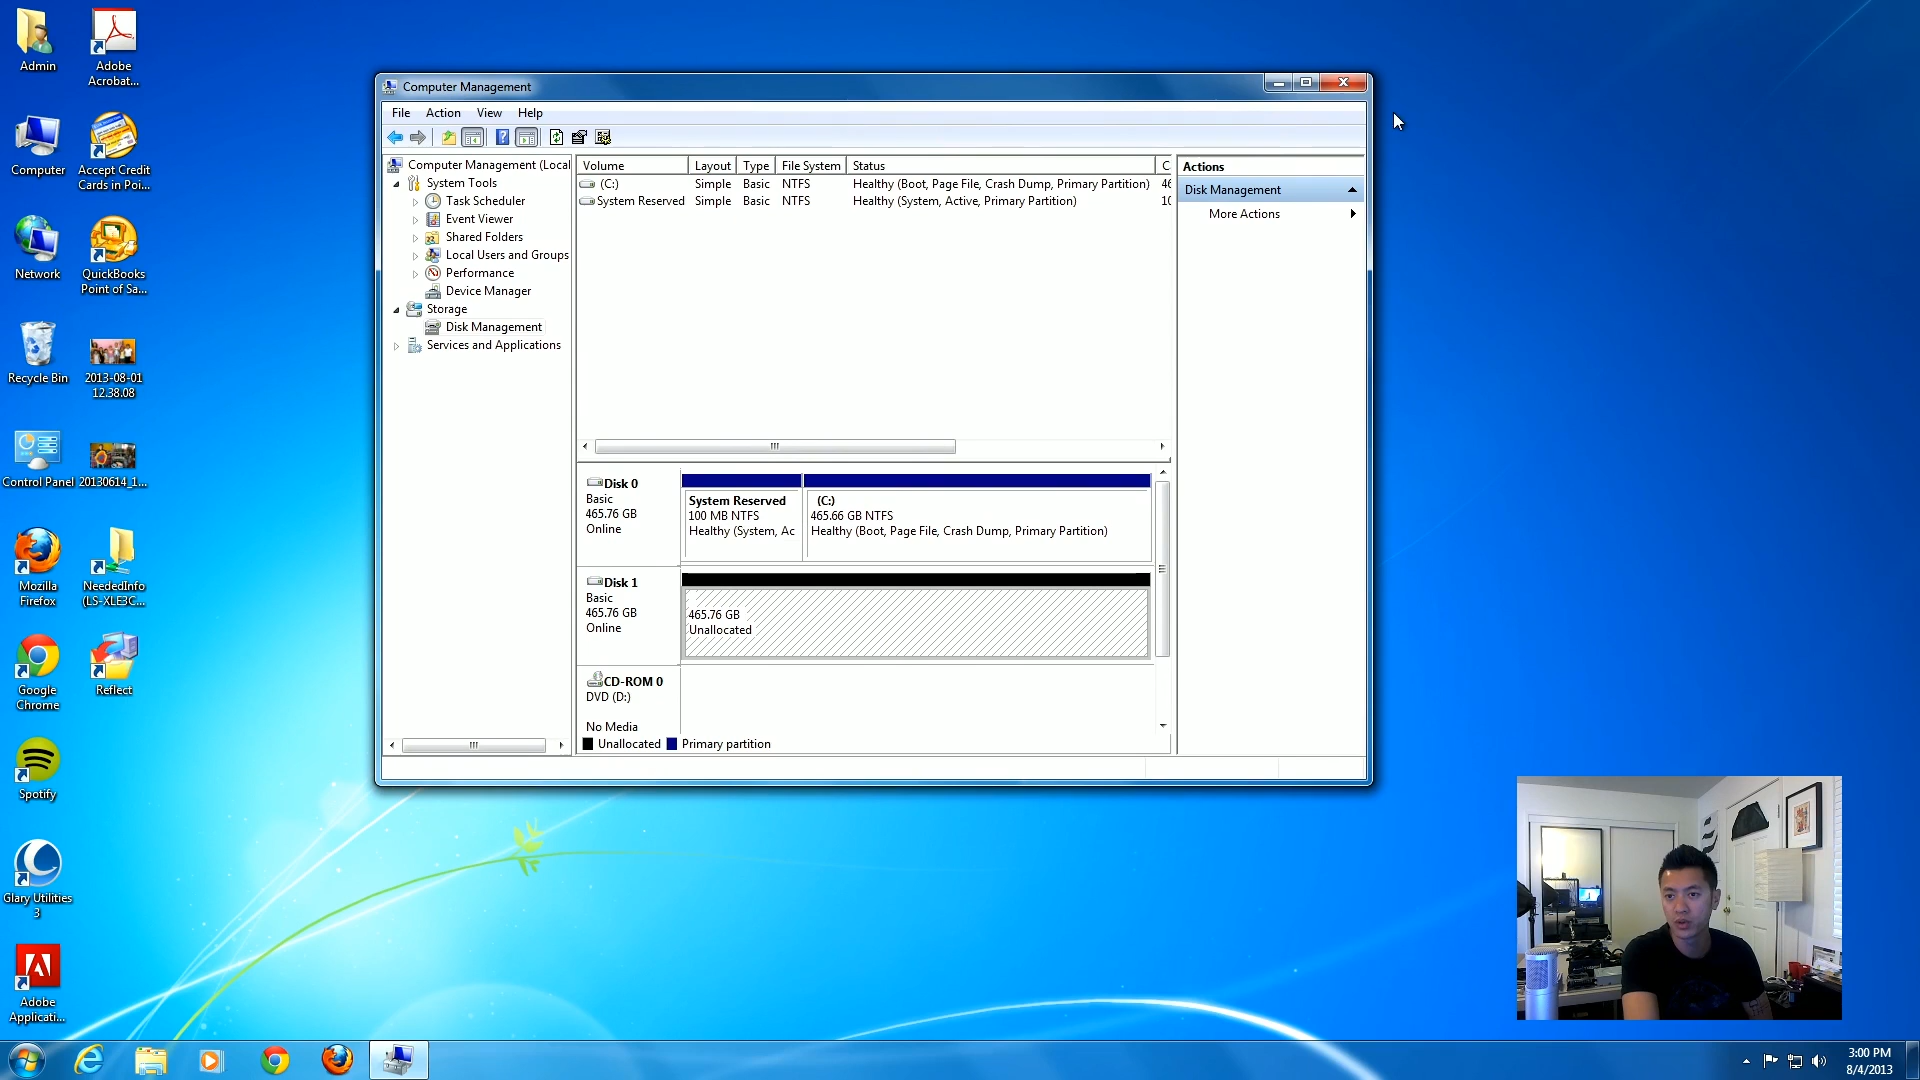 Admin
Adobe
Acrobat...
Computer
Accept Credit
Cards in Poi...
Network
QuickBooks
Point of Sa...
Recycle Bin
2013-08-01
12.38.08
Control Panel
20130614_1...
Mozilla
Firefox
NeededInfo
(LS-XLE3C...
Google
Chrome
Reflect
Spotify
Glary Utilities
3
Adobe
Applicati...
Computer Management
File Action View Help
Computer Management (Local
System Tools
Task Scheduler
Event Viewer
Shared Folders
Local Users and Groups
Performance
Device Manager
Storage
Disk Management
Services and Applications
Volume Layout Type File System Status C
(C:) Simple Basic NTFS Healthy (Boot, Page File, Crash Dump, Primary Partition) 46
System Reserved Simple Basic NTFS Healthy (System, Active, Primary Partition) 10
Disk 0
Basic
465.76 GB
Online
System Reserved
100 MB NTFS
Healthy (System, Ac
(C:)
465.66 GB NTFS
Healthy (Boot, Page File, Crash Dump, Primary Partition)
Disk 1
Basic
465.76 GB
Online
465.76 GB
Unallocated
CD-ROM 0
DVD (D:)
No Media
Unallocated Primary partition
Actions
Disk Management
More Actions
3:00 PM
8/4/2013